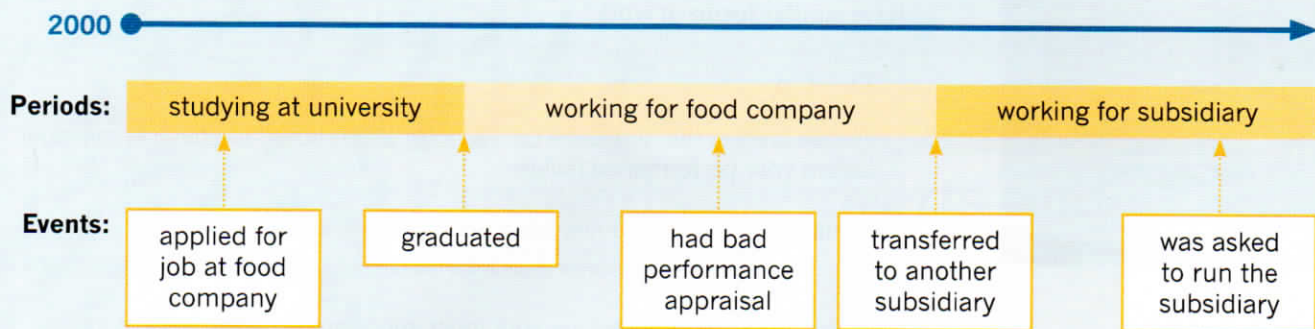 2000
Periods:
studying at university
working for food company
working for subsidiary
Events:
applied for
job at food
company
graduated
had bad
performance
appraisal
transferred
to another
subsidiary
was asked
to run the
subsidiary